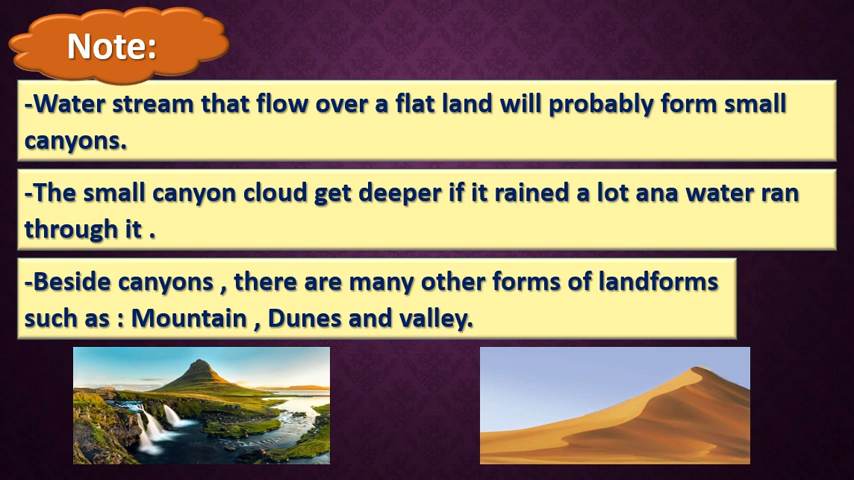 Note:
-Water stream that flow over a flat land will probably form small
canyons.
-The small canyon cloud get deeper if it rained a lot ana water ran
through it .
-Beside canyons , there are many other forms of landforms
such as : Mountain , Dunes and valley.